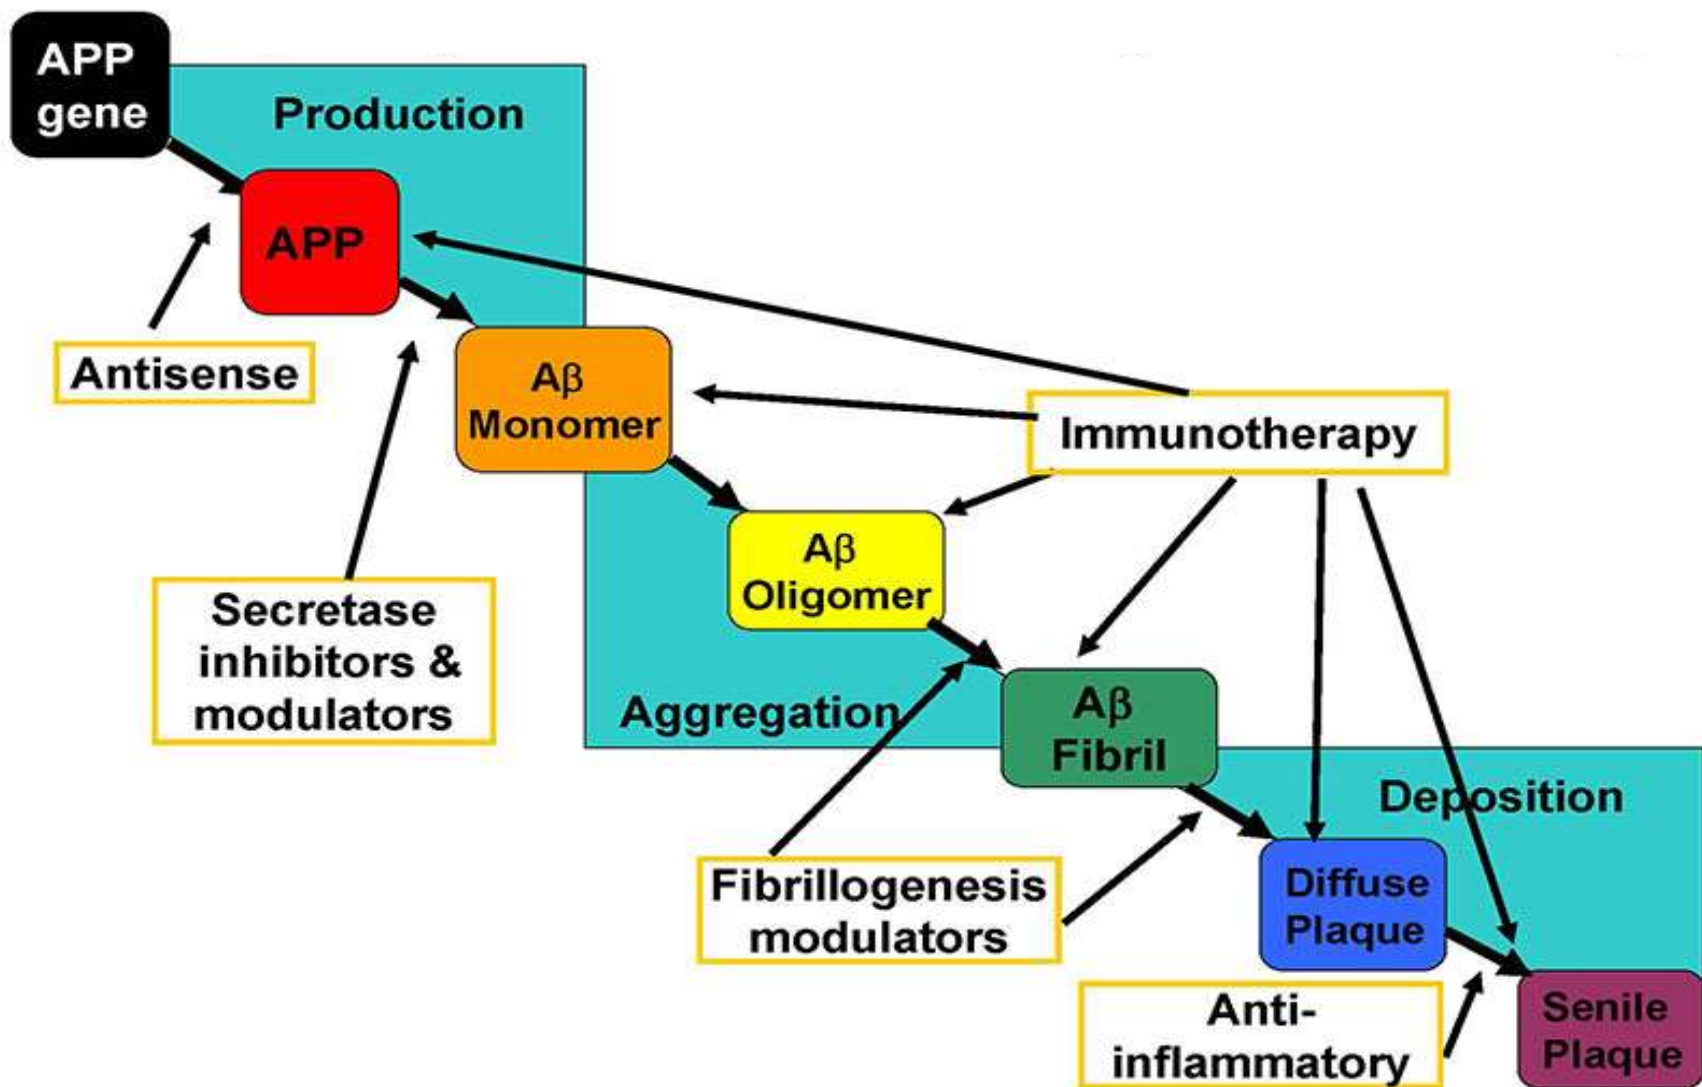 APP
gene
Production
APP
Antisense
Aβ
Monomer
Immunotherapy
Aβ
Oligomer
Secretase
inhibitors &
modulators
Aggregation
Aβ
Fibril
Deposition
Fibrillogenesis
modulators
Diffuse
Plaque
Anti-
inflammatory
Senile
Plaque